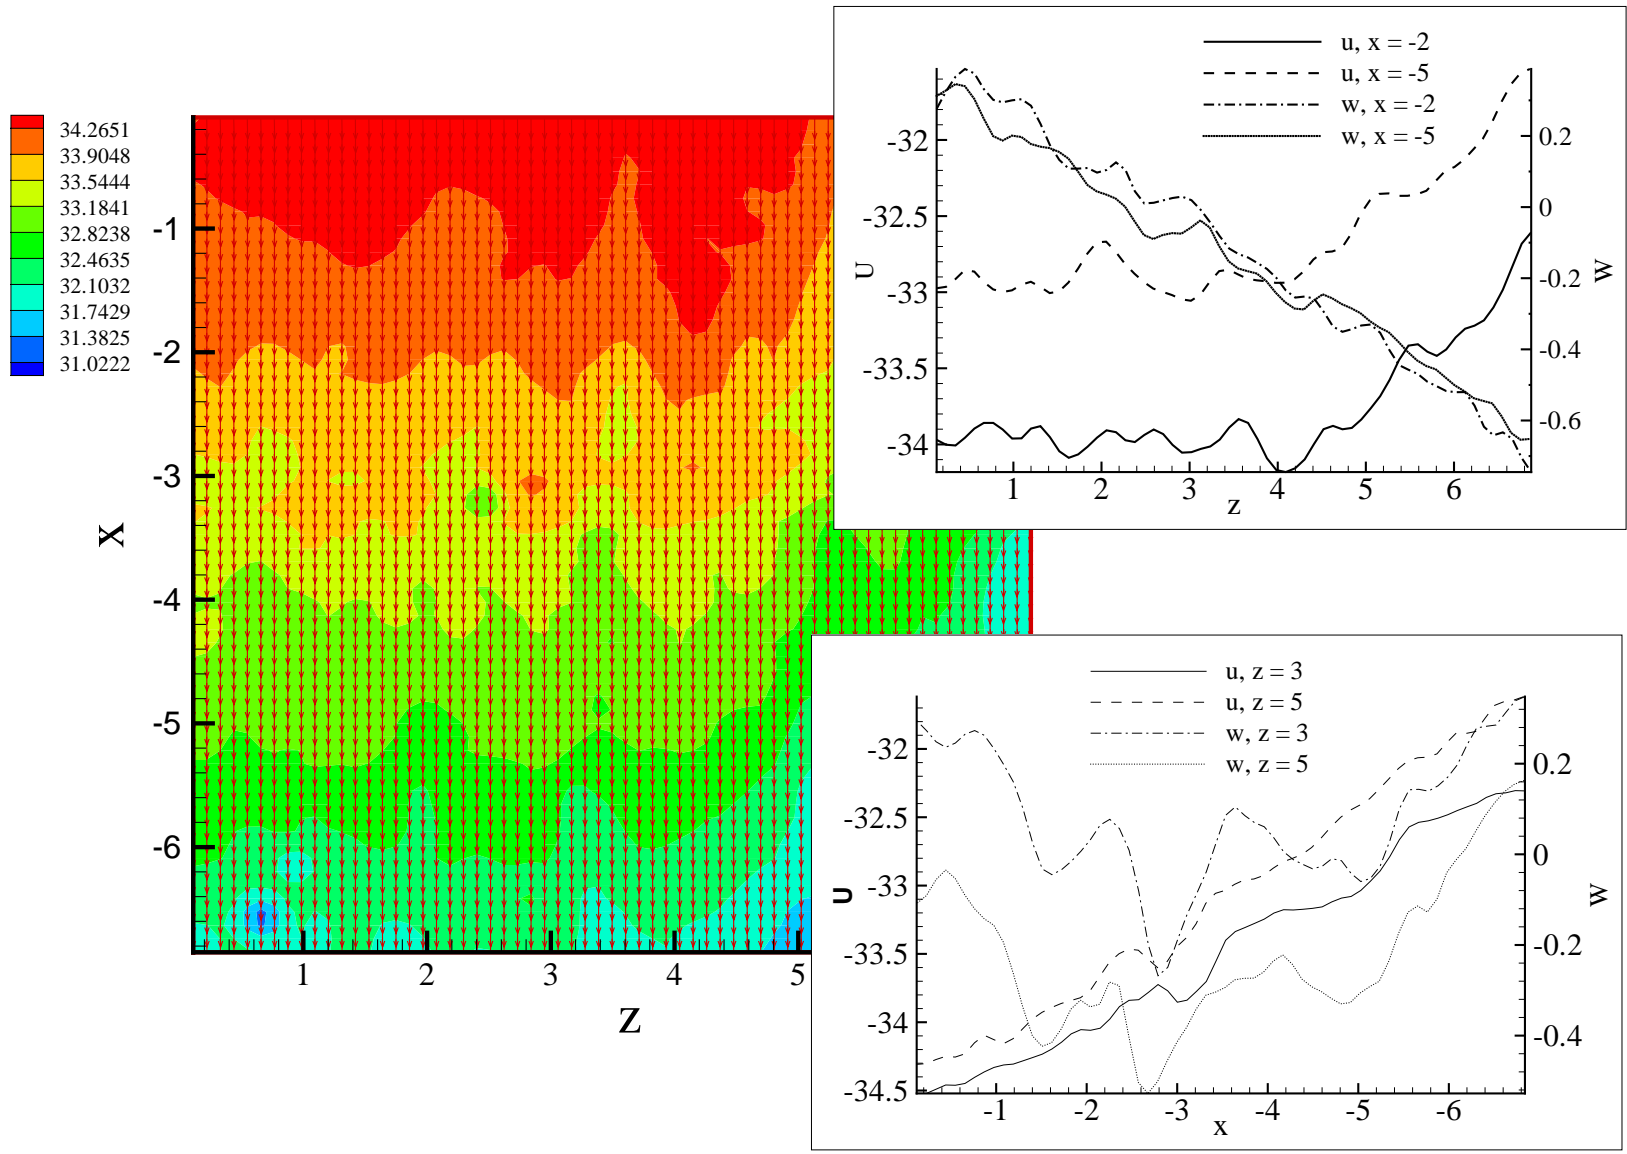 34.2651
33.9048
33.5444
33.1841
32.8238
32.4635
32.1032
31.7429
31.3825
31.0222
-1
-2
-3
-4
-5
-6
x
1 2 3 4 5
z
u, x = -2
u, x = -5
w, x = -2
w, x = -5
-32
-32.5
-33
-33.5
-34
U
0.2
0
-0.2
-0.4
-0.6
w
1 2 3 4 5 6
z
u, z = 3
u, z = 5
w, z = 3
w, z = 5
-32
-32.5
-33
-33.5
-34
-34.5
U
0.2
0
-0.2
-0.4
w
-1 -2 -3 -4 -5 -6
x